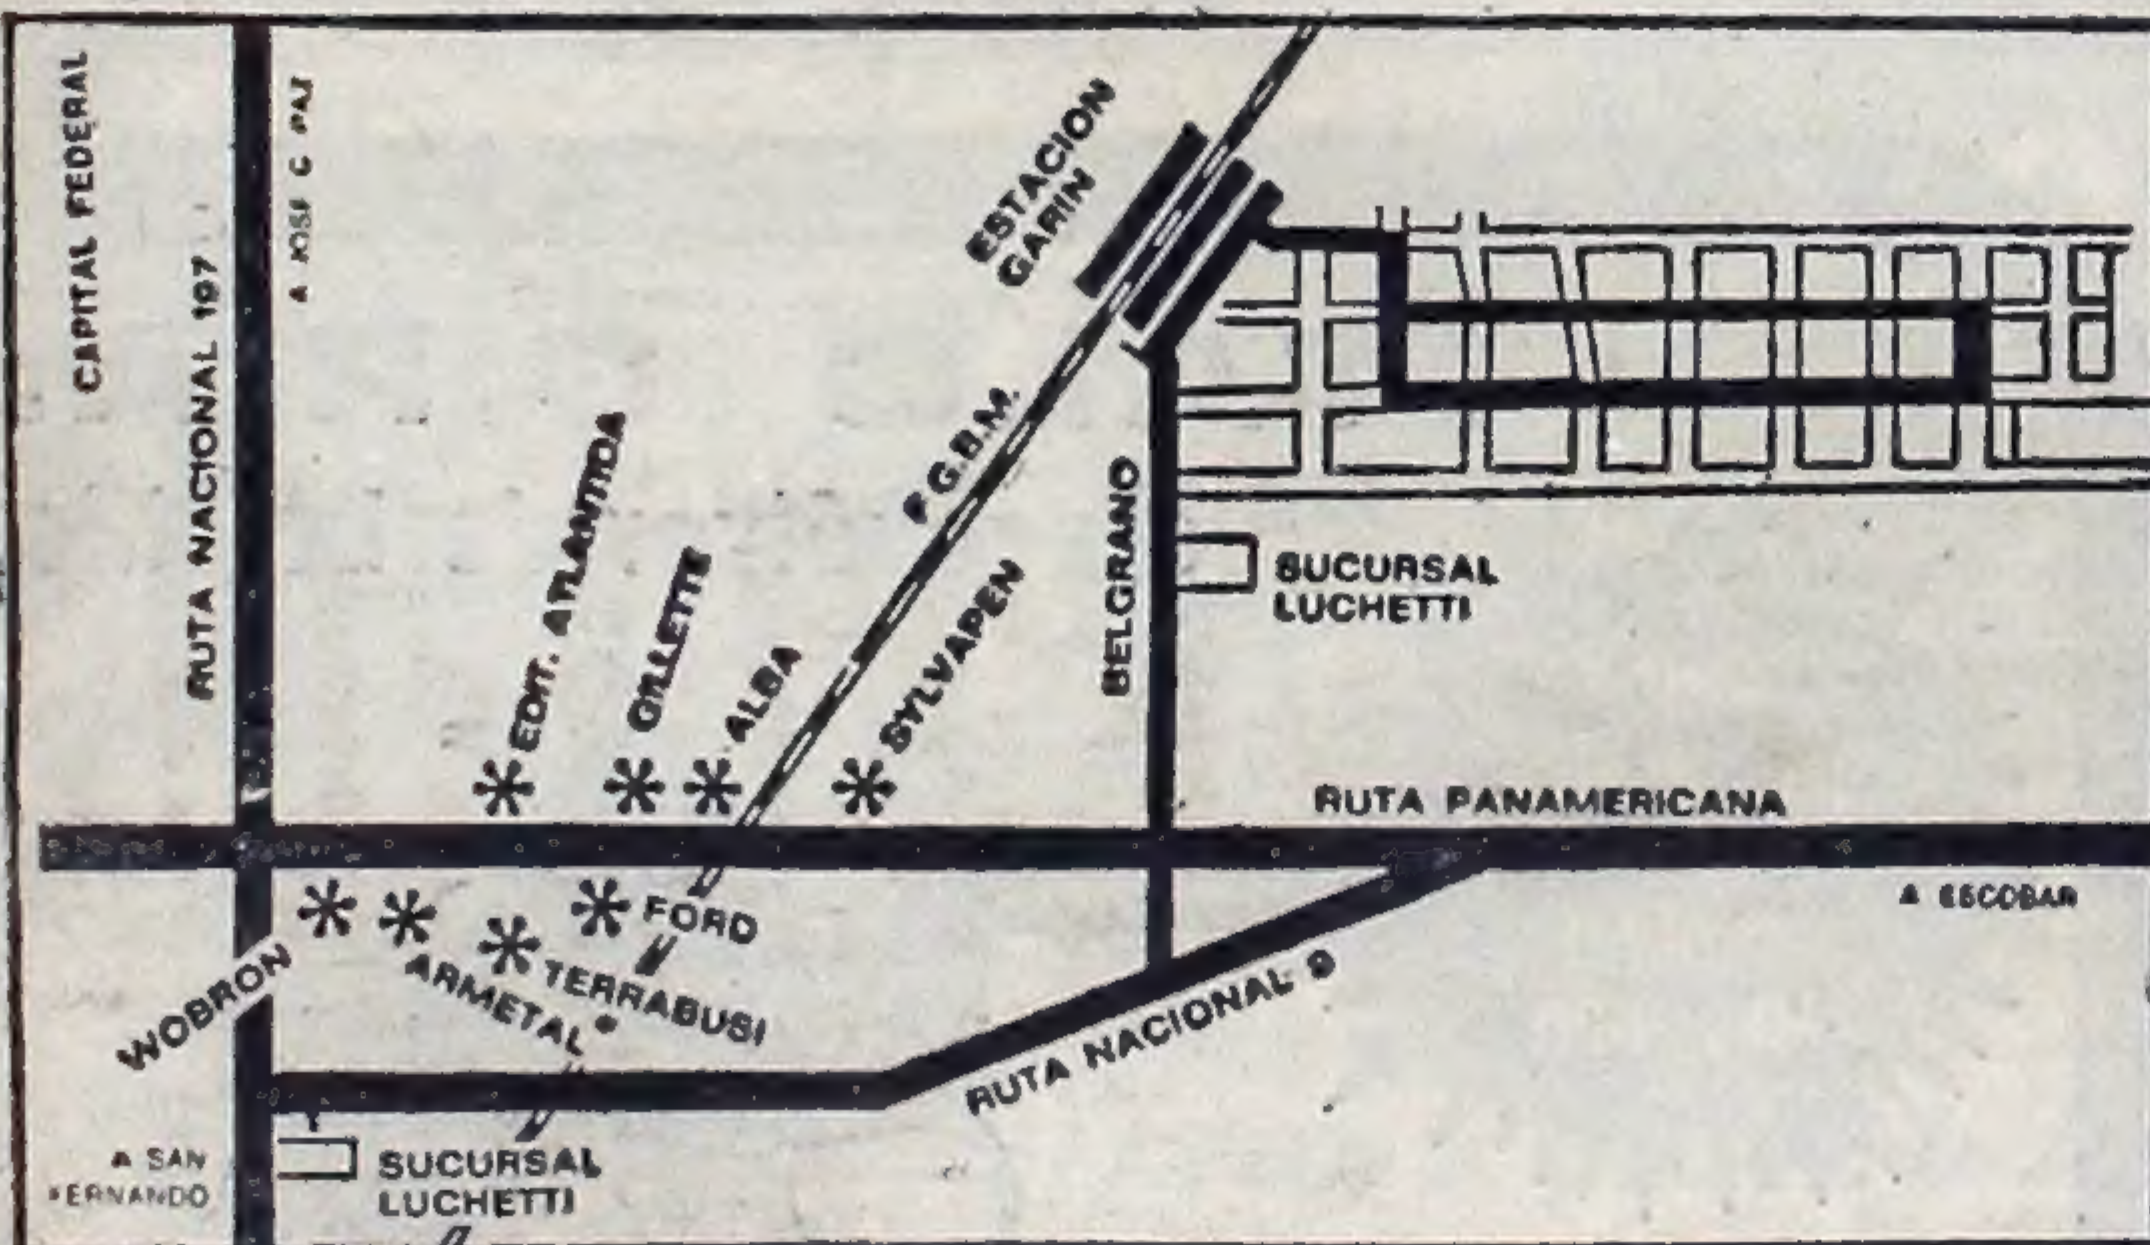 CAPITAL FEDERAL
RUTA NACIONAL 197
A JOSE C PAZ
ESTACION
GARIN
F G.B.M.
EDIT. ATLANTIDA
GILLETTE
ALBA
SYLVAPEN
BELGRANO
SUCURSAL
LUCHETTI
RUTA PANAMERICANA
A ESCOBAR
FORD
WOBRON
ARMETAL
TERRABUSI
RUTA NACIONAL 9
A SAN
FERNANDO
SUCURSAL
LUCHETTI